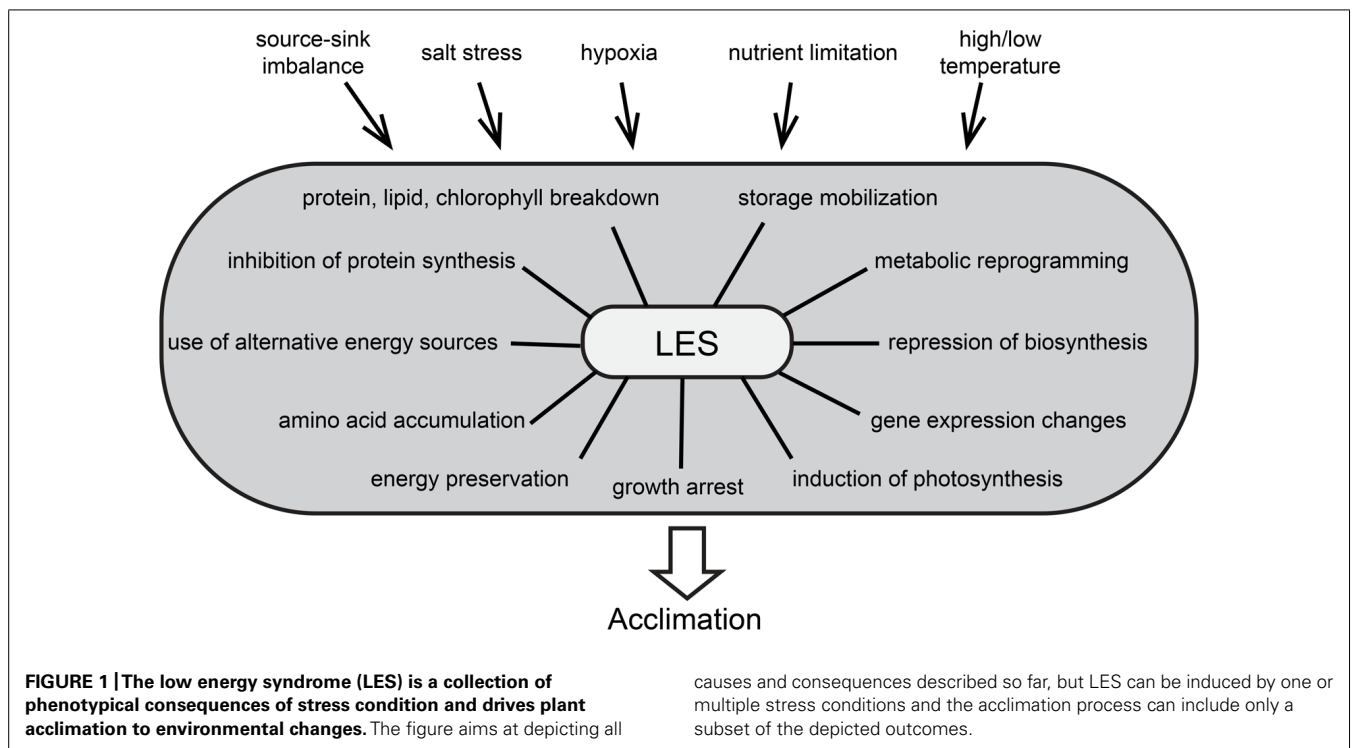 source-sink
imbalance
salt stress
hypoxia
nutrient limitation
high/low
temperature
protein, lipid, chlorophyll breakdown
storage mobilization
inhibition of protein synthesis
metabolic reprogramming
use of alternative energy sources
LES
repression of biosynthesis
amino acid accumulation
gene expression changes
energy preservation
growth arrest
induction of photosynthesis
Acclimation
FIGURE 1 | The low energy syndrome (LES) is a collection of
phenotypical consequences of stress condition and drives plant
acclimation to environmental changes. The figure aims at depicting all
causes and consequences described so far, but LES can be induced by one or
multiple stress conditions and the acclimation process can include only a
subset of the depicted outcomes.